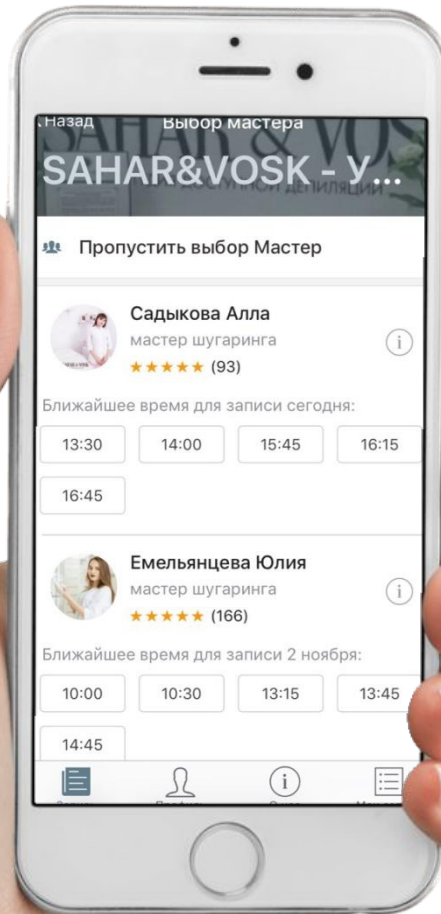 Назад
Выбор мастера
SAHAR&VOSK - У...
Пропустить выбор Мастер
Садыкова Алла
мастер шугаринга
(93)
Ближайшее время для записи сегодня:
13:30 14:00 15:45 16:15
16:45
Емельянцева Юлия
мастер шугаринга
(166)
Ближайшее время для записи 2 ноября:
10:00 10:30 13:15 13:45
14:45